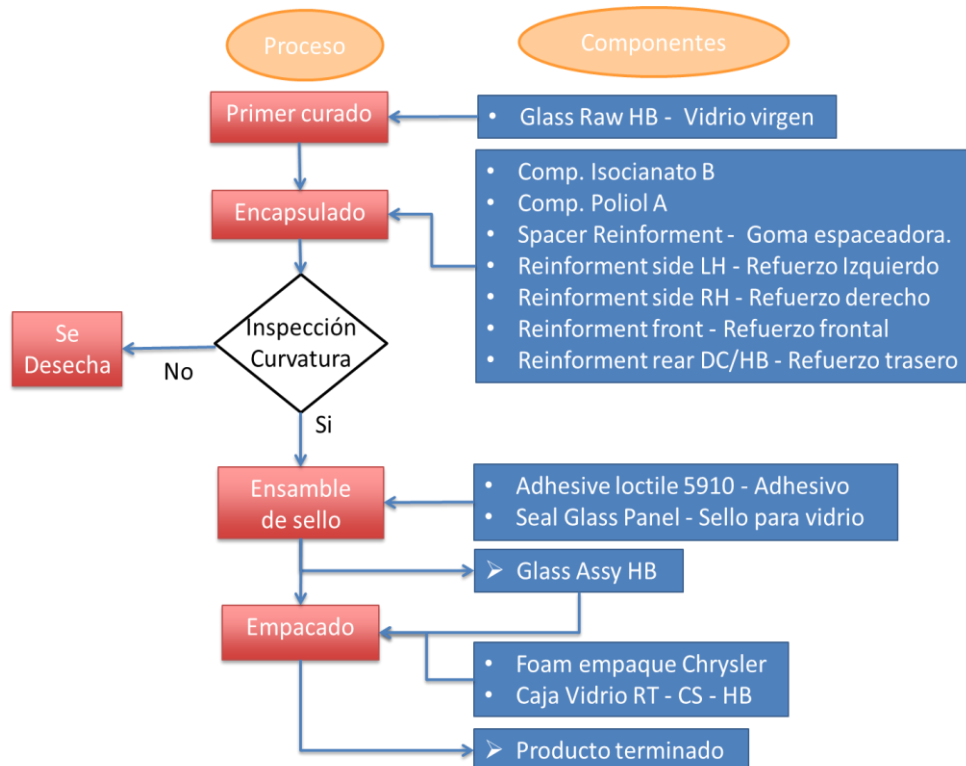 Proceso
Componentes
Primer curado
• Glass Raw HB - Vidrio virgen
• Comp. Isocianato B
• Comp. Poliol A
• Spacer Reinforment - Goma espaceadora.
• Reinforment side LH - Refuerzo Izquierdo
• Reinforment side RH - Refuerzo derecho
• Reinforment front - Refuerzo frontal
• Reinforment rear DC/HB - Refuerzo trasero
Encapsulado
Inspección
Curvatura
Se
Desecha
No
Si
Ensamble
de sello
• Adhesive loctile 5910 - Adhesivo
• Seal Glass Panel - Sello para vidrio
➢ Glass Assy HB
Empacado
• Foam empaque Chrysler
• Caja Vidrio RT - CS - HB
➢ Producto terminado